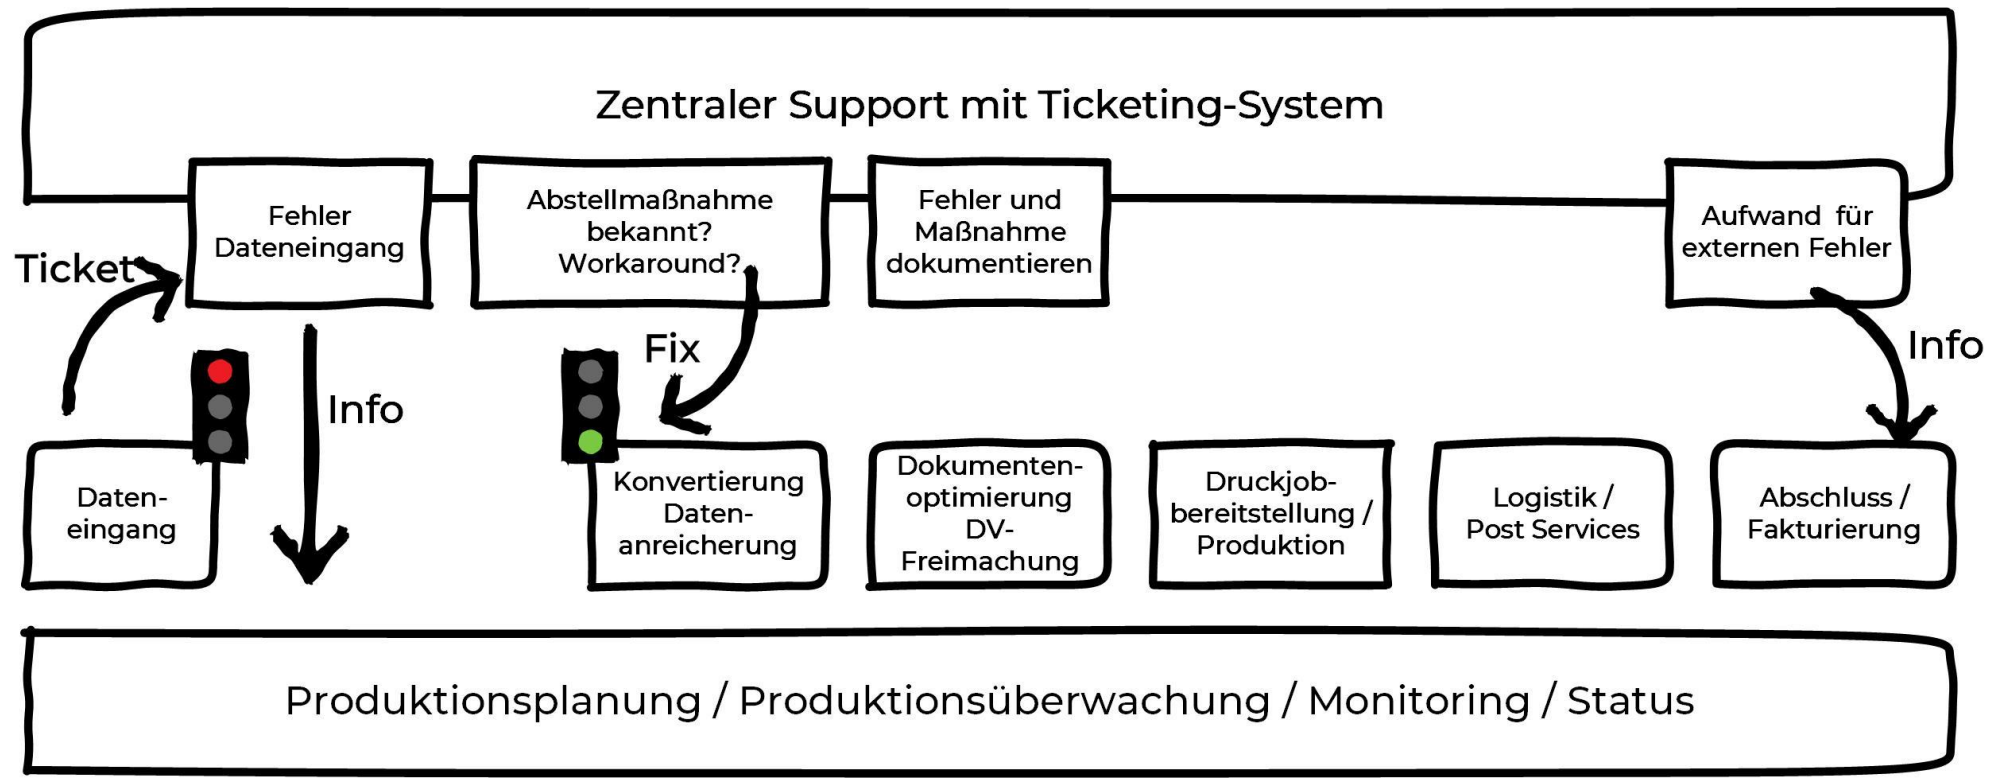 Zentraler Support mit Ticketing-System
Fehler
Dateneingang
Abstellmaßnahme
bekannt?
Workaround?
Fehler und
Maßnahme
dokumentieren
Aufwand für
externen Fehler
Ticket
Info
Fix
Info
Daten-
eingang
Konvertierung
Daten-
anreicherung
Dokumenten-
optimierung
DV-
Freimachung
Druckjob-
bereitstellung /
Produktion
Logistik /
Post Services
Abschluss /
Fakturierung
Produktionsplanung / Produktionsüberwachung / Monitoring / Status